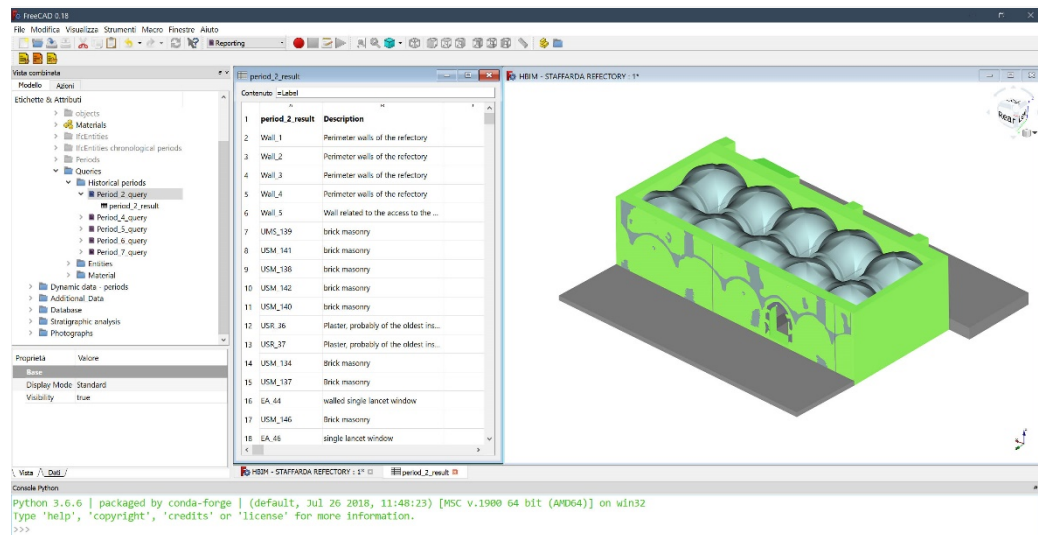 FreeCAD 0.18
File Modifica Visualizza Strumenti Macro Finestre Aiuto
Reporting
Vista combinata
Modello Azioni
Etichette & Attributi
objects
Materials
IfcEntities
IfcEntities chronological periods
Periods
Queries
Historical periods
Period_2_query
period_2_result
Period_4_query
Period_5_query
Period_6_query
Period_7_query
Entities
Material
Dynamic data - periods
Additional_Data
Database
Stratigraphic analysis
Photographs
Proprietà Valore
Base
Display Mode Standard
Visibility true
Vista Dati
period_2_result
Contenuto =Label
1 period_2_result Description
2 Wall_1 Perimeter walls of the refectory
3 Wall_2 Perimeter walls of the refectory
4 Wall_3 Perimeter walls of the refectory
5 Wall_4 Perimeter walls of the refectory
6 Wall_5 Wall related to the access to the ...
7 UMS_139 brick masonry
8 USM_141 brick masonry
9 USM_138 brick masonry
10 USM_142 brick masonry
11 USM_140 brick masonry
12 USR_36 Plaster, probably of the oldest ins...
13 USR_37 Plaster, probably of the oldest ins...
14 USM_134 Brick masonry
15 USM_137 Brick masonry
16 EA_44 walled single lancet window
17 USM_146 Brick masonry
18 EA_46 single lancet window
HBIM - STAFFARDA REFECTORY : 1*
Rear
HBIM - STAFFARDA REFECTORY : 1* period_2_result
Console Python
Python 3.6.6 | packaged by conda-forge | (default, Jul 26 2018, 11:48:23) [MSC v.1900 64 bit (AMD64)] on win32
Type 'help', 'copyright', 'credits' or 'license' for more information.
>>>